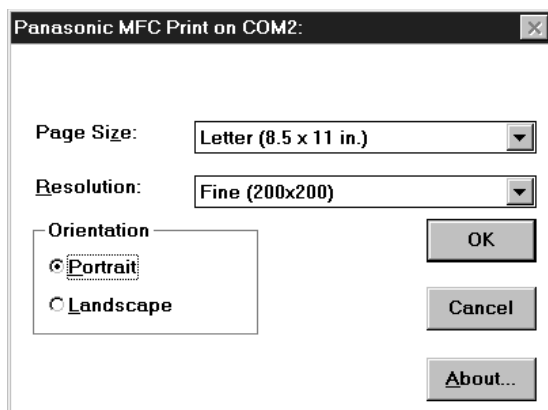 Panasonic MFC Print on COM2:
Page Size:
Letter (8.5 x 11 in.)
Resolution:
Fine (200x200)
Orientation
Portrait
Landscape
OK
Cancel
About...